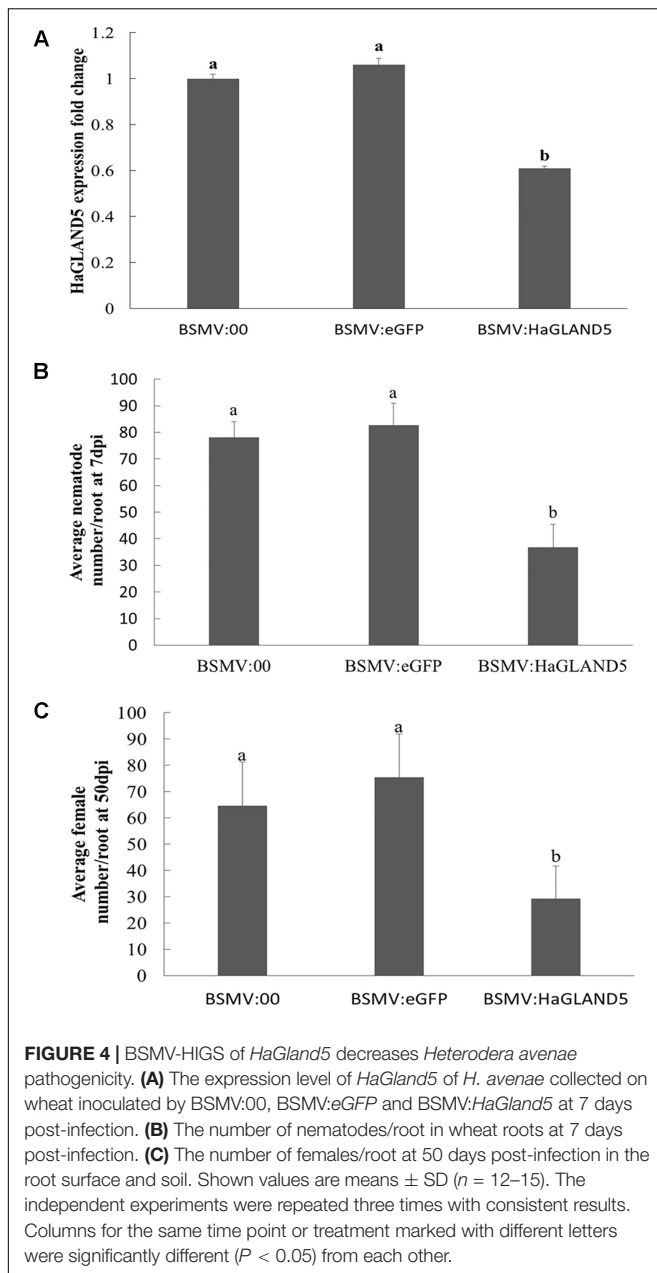 A
HaGLAND5 expression fold change
1.2
1
0.8
0.6
0.4
0.2
0
a
a
b
BSMV:00
BSMV:eGFP
BSMV:HaGLAND5
B
Average nematode
number/root at 7dpi
100
90
80
70
60
50
40
30
20
10
0
a
a
b
BSMV:00
BSMV:eGFP
BSMV:HaGLAND5
C
Average female
number/root at 50dpi
100
90
80
70
60
50
40
30
20
10
0
a
a
b
BSMV:00
BSMV:eGFP
BSMV:HaGLAND5
FIGURE 4 | BSMV-HIGS of HaGland5 decreases Heterodera avenae
pathogenicity. (A) The expression level of HaGland5 of H. avenae collected on
wheat inoculated by BSMV:00, BSMV:eGFP and BSMV:HaGland5 at 7 days
post-infection. (B) The number of nematodes/root in wheat roots at 7 days
post-infection. (C) The number of females/root at 50 days post-infection in the
root surface and soil. Shown values are means ± SD (n = 12–15). The
independent experiments were repeated three times with consistent results.
Columns for the same time point or treatment marked with different letters
were significantly different (P < 0.05) from each other.